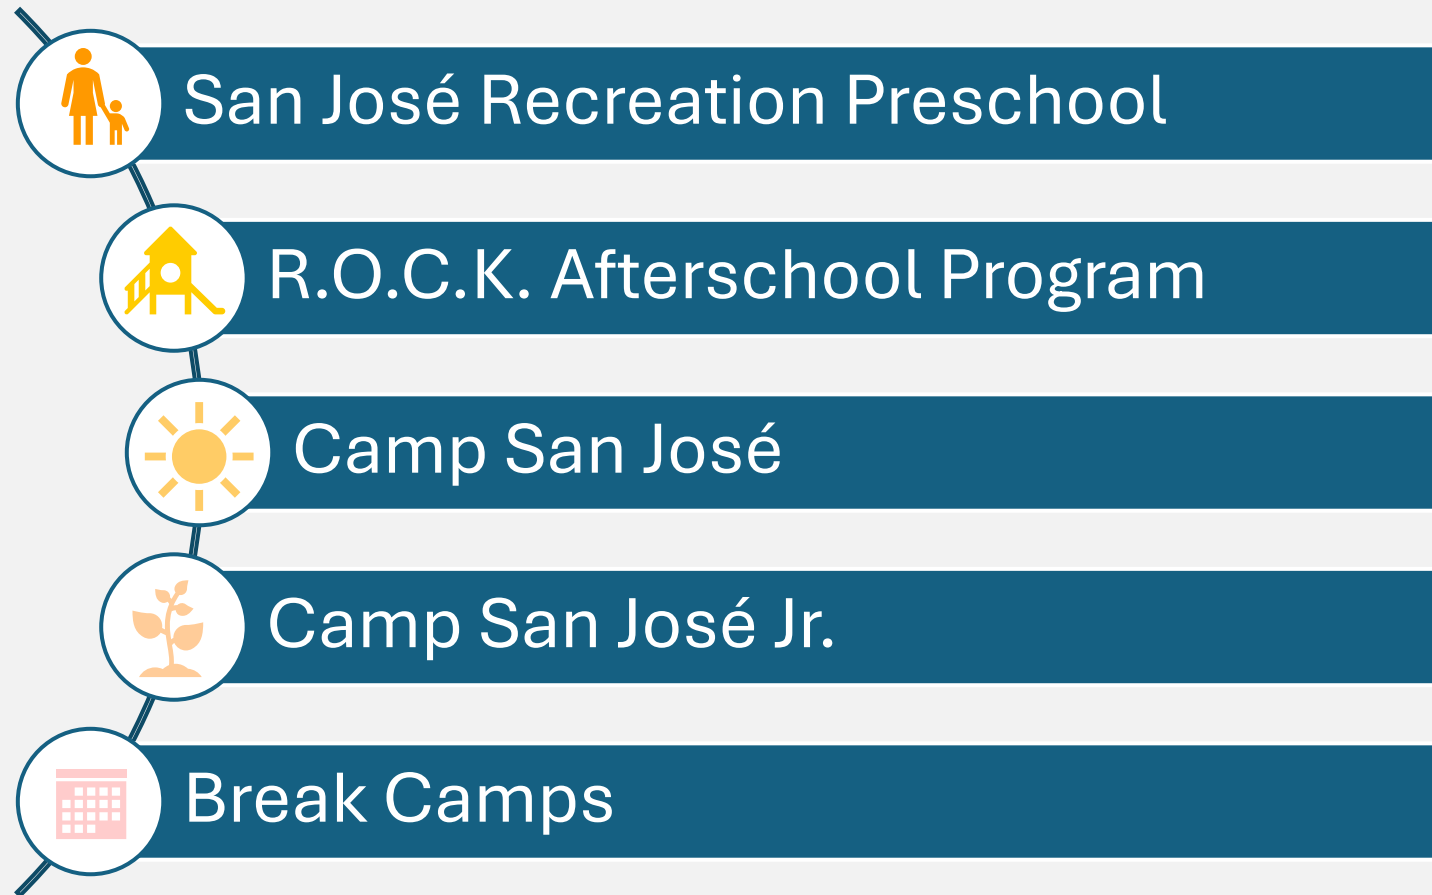 San José Recreation Preschool
R.O.C.K. Afterschool Program
Camp San José
Camp San José Jr.
Break Camps